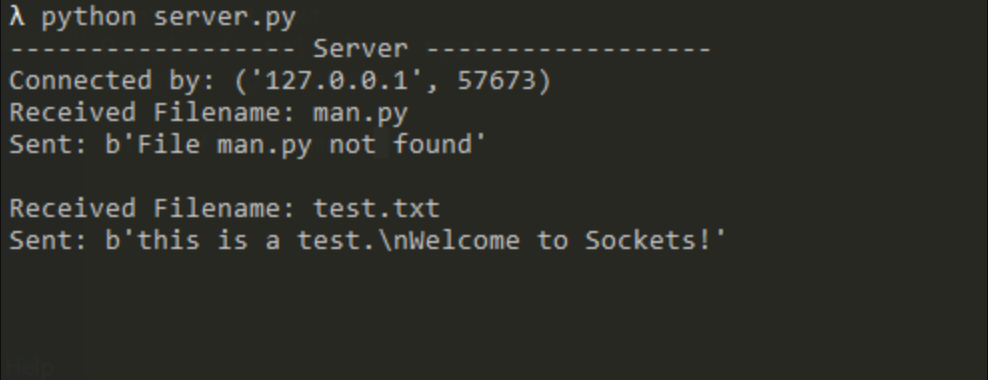 λ python server.py
------------------ Server ------------------
Connected by: ('127.0.0.1', 57673)
Received Filename: man.py
Sent: b'File man.py not found'
Received Filename: test.txt
Sent: b'this is a test.\nWelcome to Sockets!'
Help